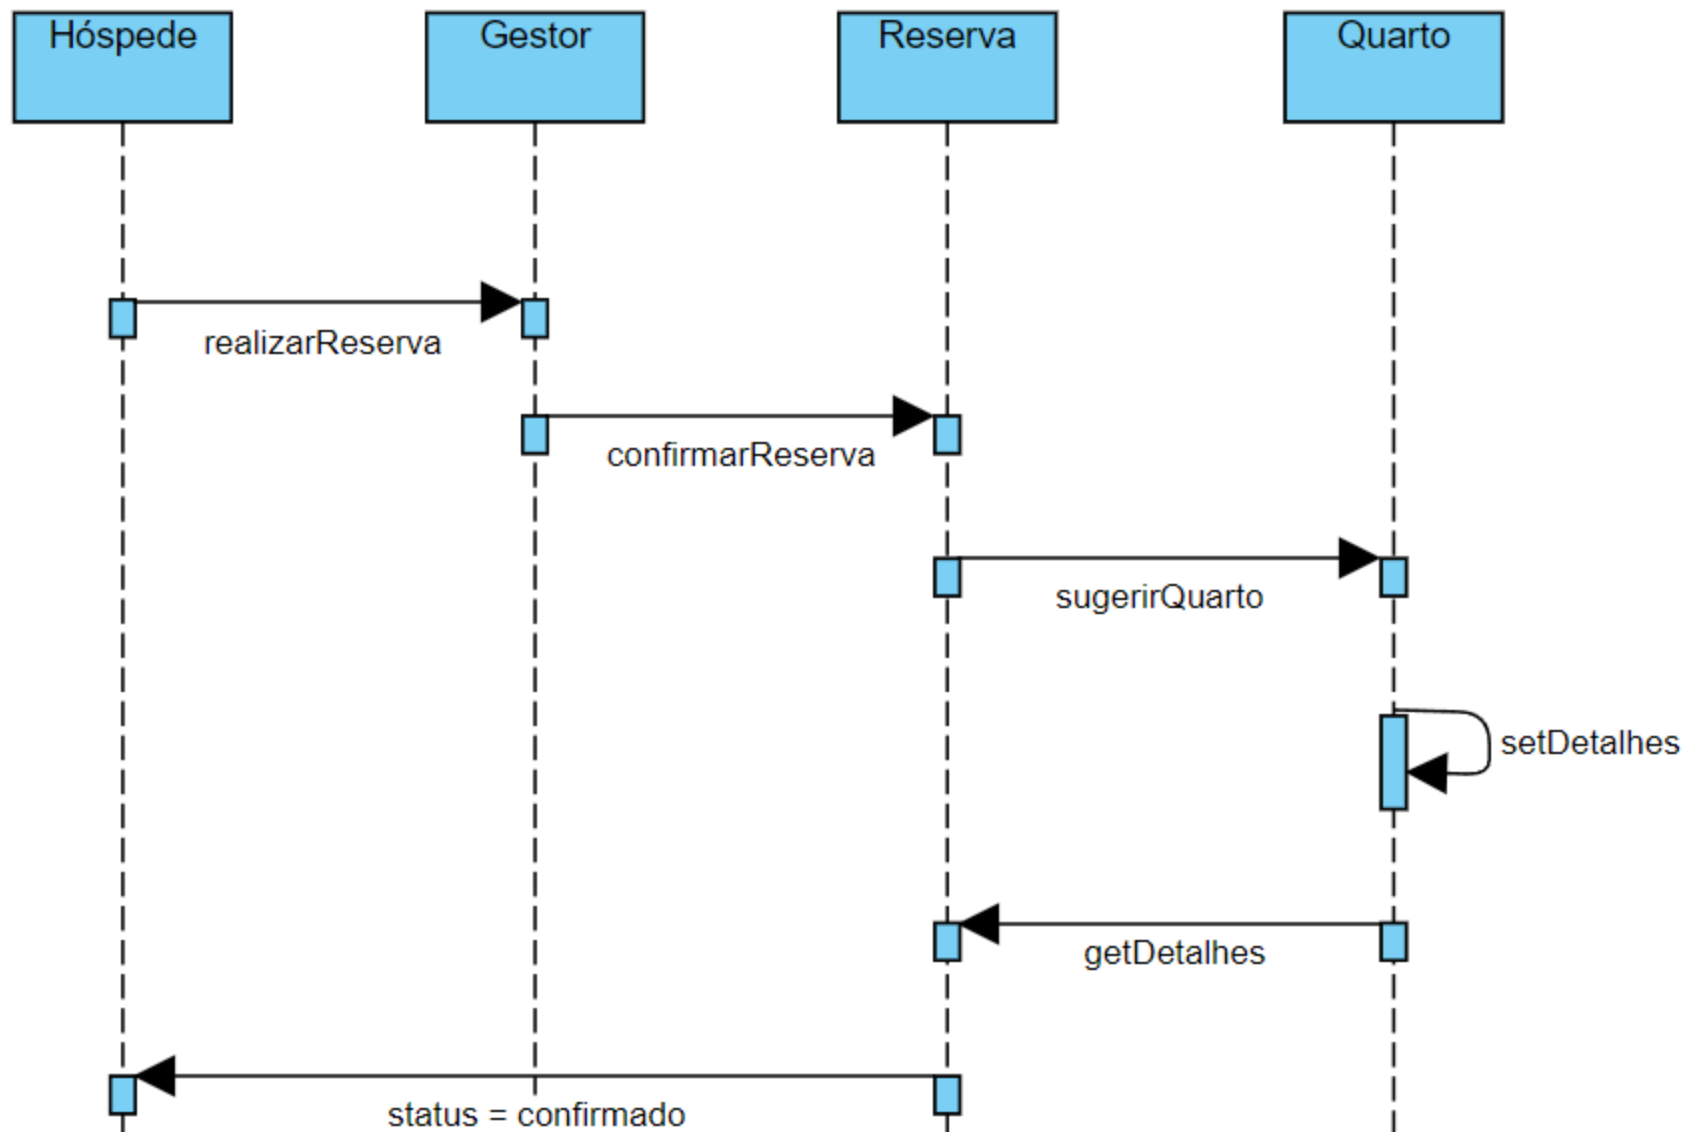 Hóspede
Gestor
Reserva
Quarto
realizarReserva
confirmarReserva
sugerirQuarto
setDetalhes
getDetalhes
status = confirmado